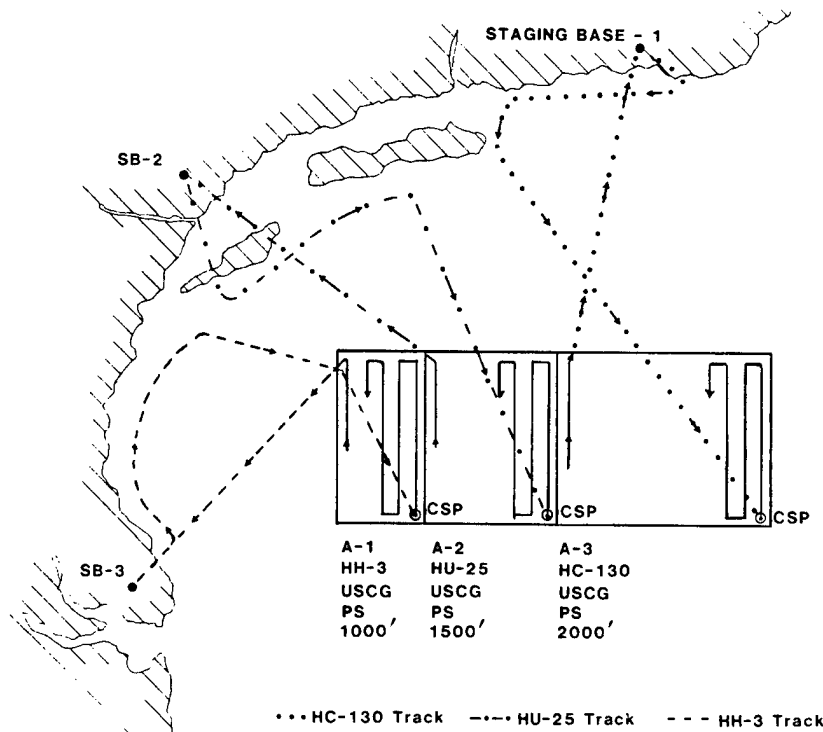 STAGING BASE - 1
SB-2
SB-3
CSP
CSP
CSP
A-1
HH-3
USCG
PS
1000'
A-2
HU-25
USCG
PS
1500'
A-3
HC-130
USCG
PS
2000'
HC-130 Track
HU-25 Track
HH-3 Track